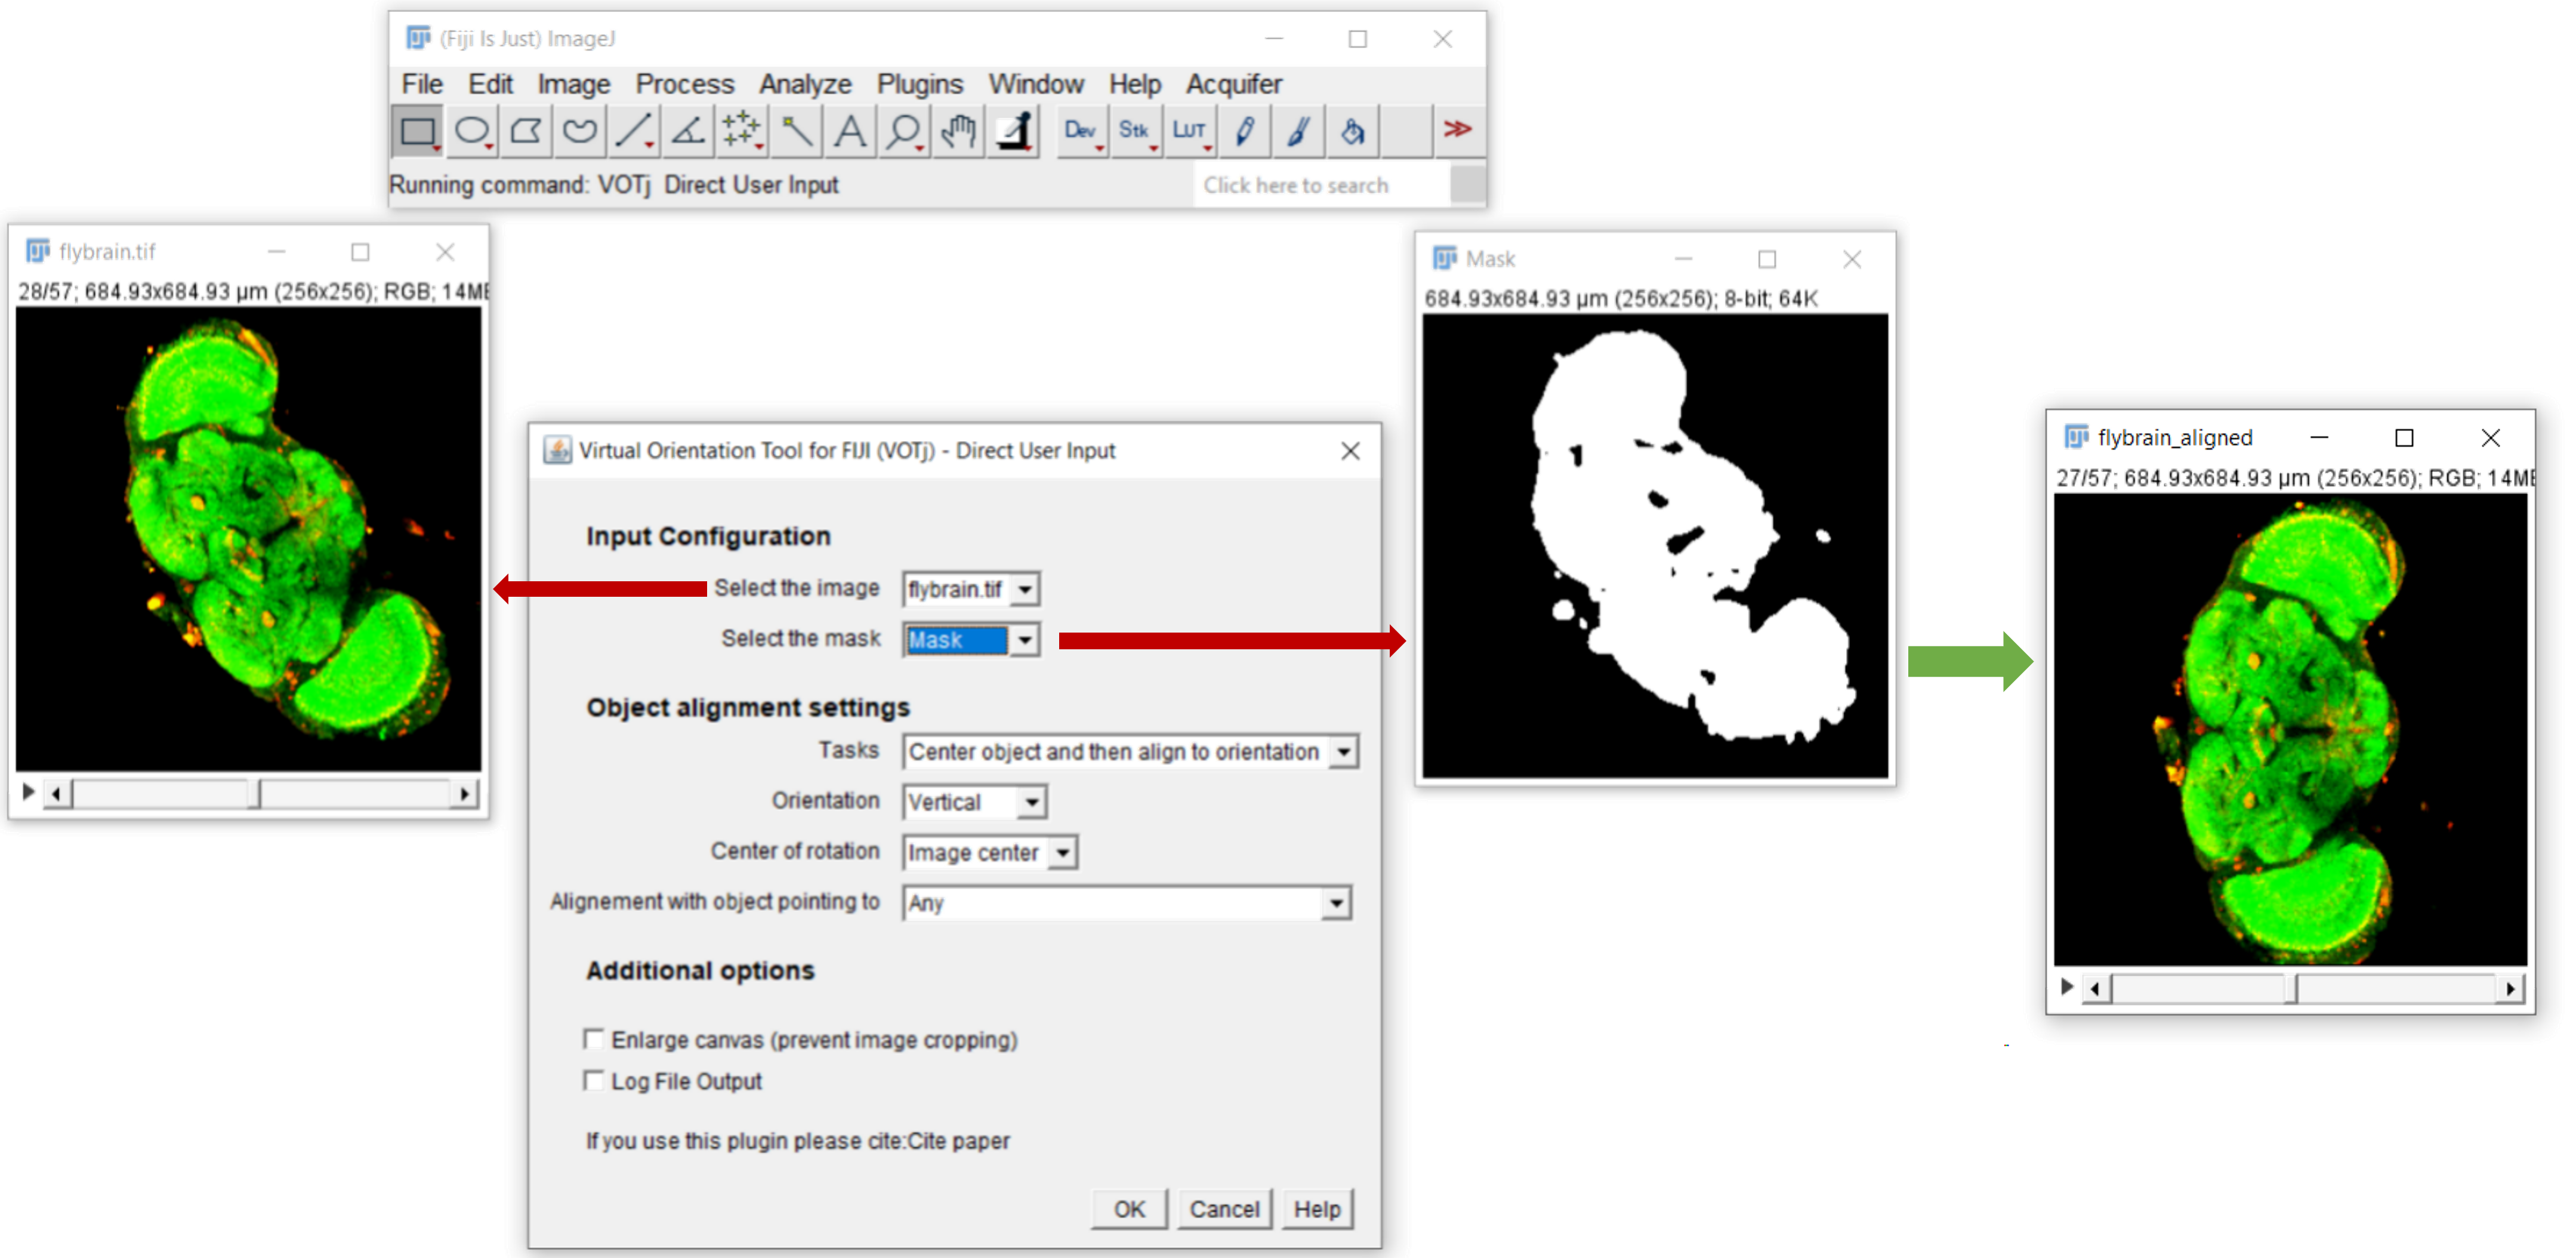 (Fiji Is Just) ImageJ
File Edit Image Process Analyze Plugins Window Help Acquifer
A Dev Stk LUT
Running command: VOTj Direct User Input
Click here to search
flybrain.tif
28/57; 684.93x684.93 µm (256x256); RGB; 14M
Virtual Orientation Tool for FIJI (VOTj) - Direct User Input
Input Configuration
Select the image flybrain.tif
Select the mask Mask
Object alignment settings
Tasks Center object and then align to orientation
Orientation Vertical
Center of rotation Image center
Alignement with object pointing to Any
Additional options
Enlarge canvas (prevent image cropping)
Log File Output
If you use this plugin please cite:Cite paper
OK Cancel Help
Mask
684.93x684.93 µm (256x256); 8-bit; 64K
flybrain_aligned
27/57; 684.93x684.93 µm (256x256); RGB; 14M